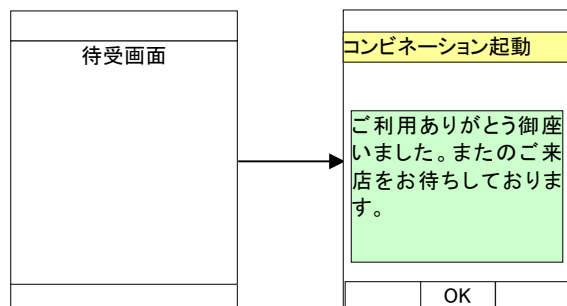 待受画面
コンビネーション起動
ご利用ありがとう御座
いました。またのご来
店をお待ちしておりま
す。
OK